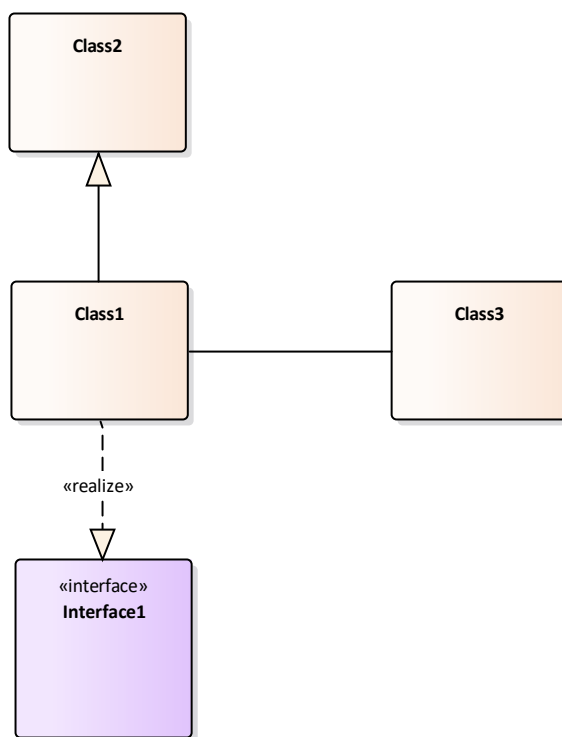 Class2
Class1
Class3
«realize»
«interface»
Interface1